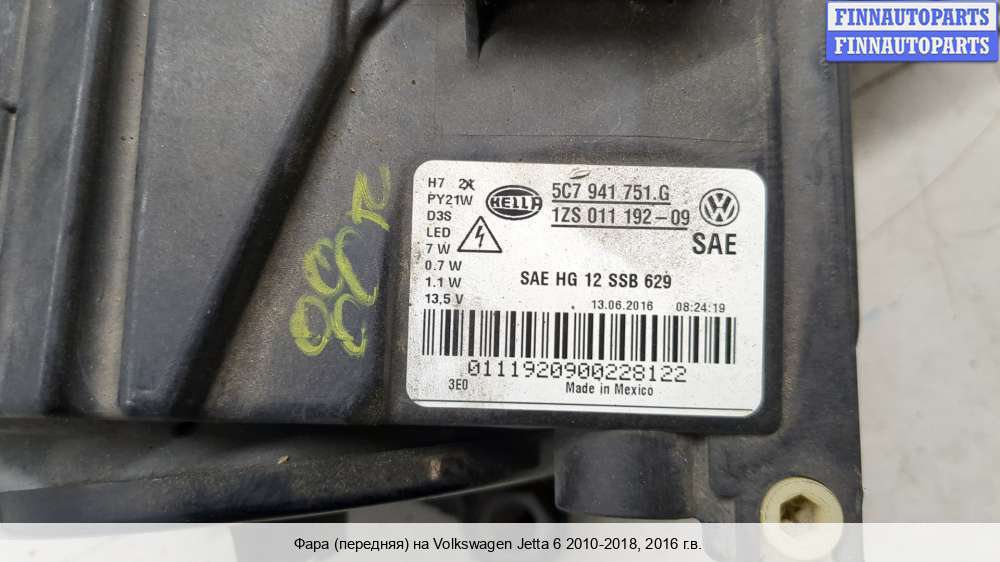 FINNAUTOPARTS
FINNAUTOPARTS
H7 2X
PY21W
D3S
LED
7 W
0.7 W
1.1 W
13,5 V
HELLA
5C7 941 751.G
1ZS 011 192-09
SAE
SAE HG 12 SSB 629
13.06.2016 08:24:19
0111920900228122
3E0
Made in Mexico
Фара (передняя) на Volkswagen Jetta 6 2010-2018, 2016 г.в.